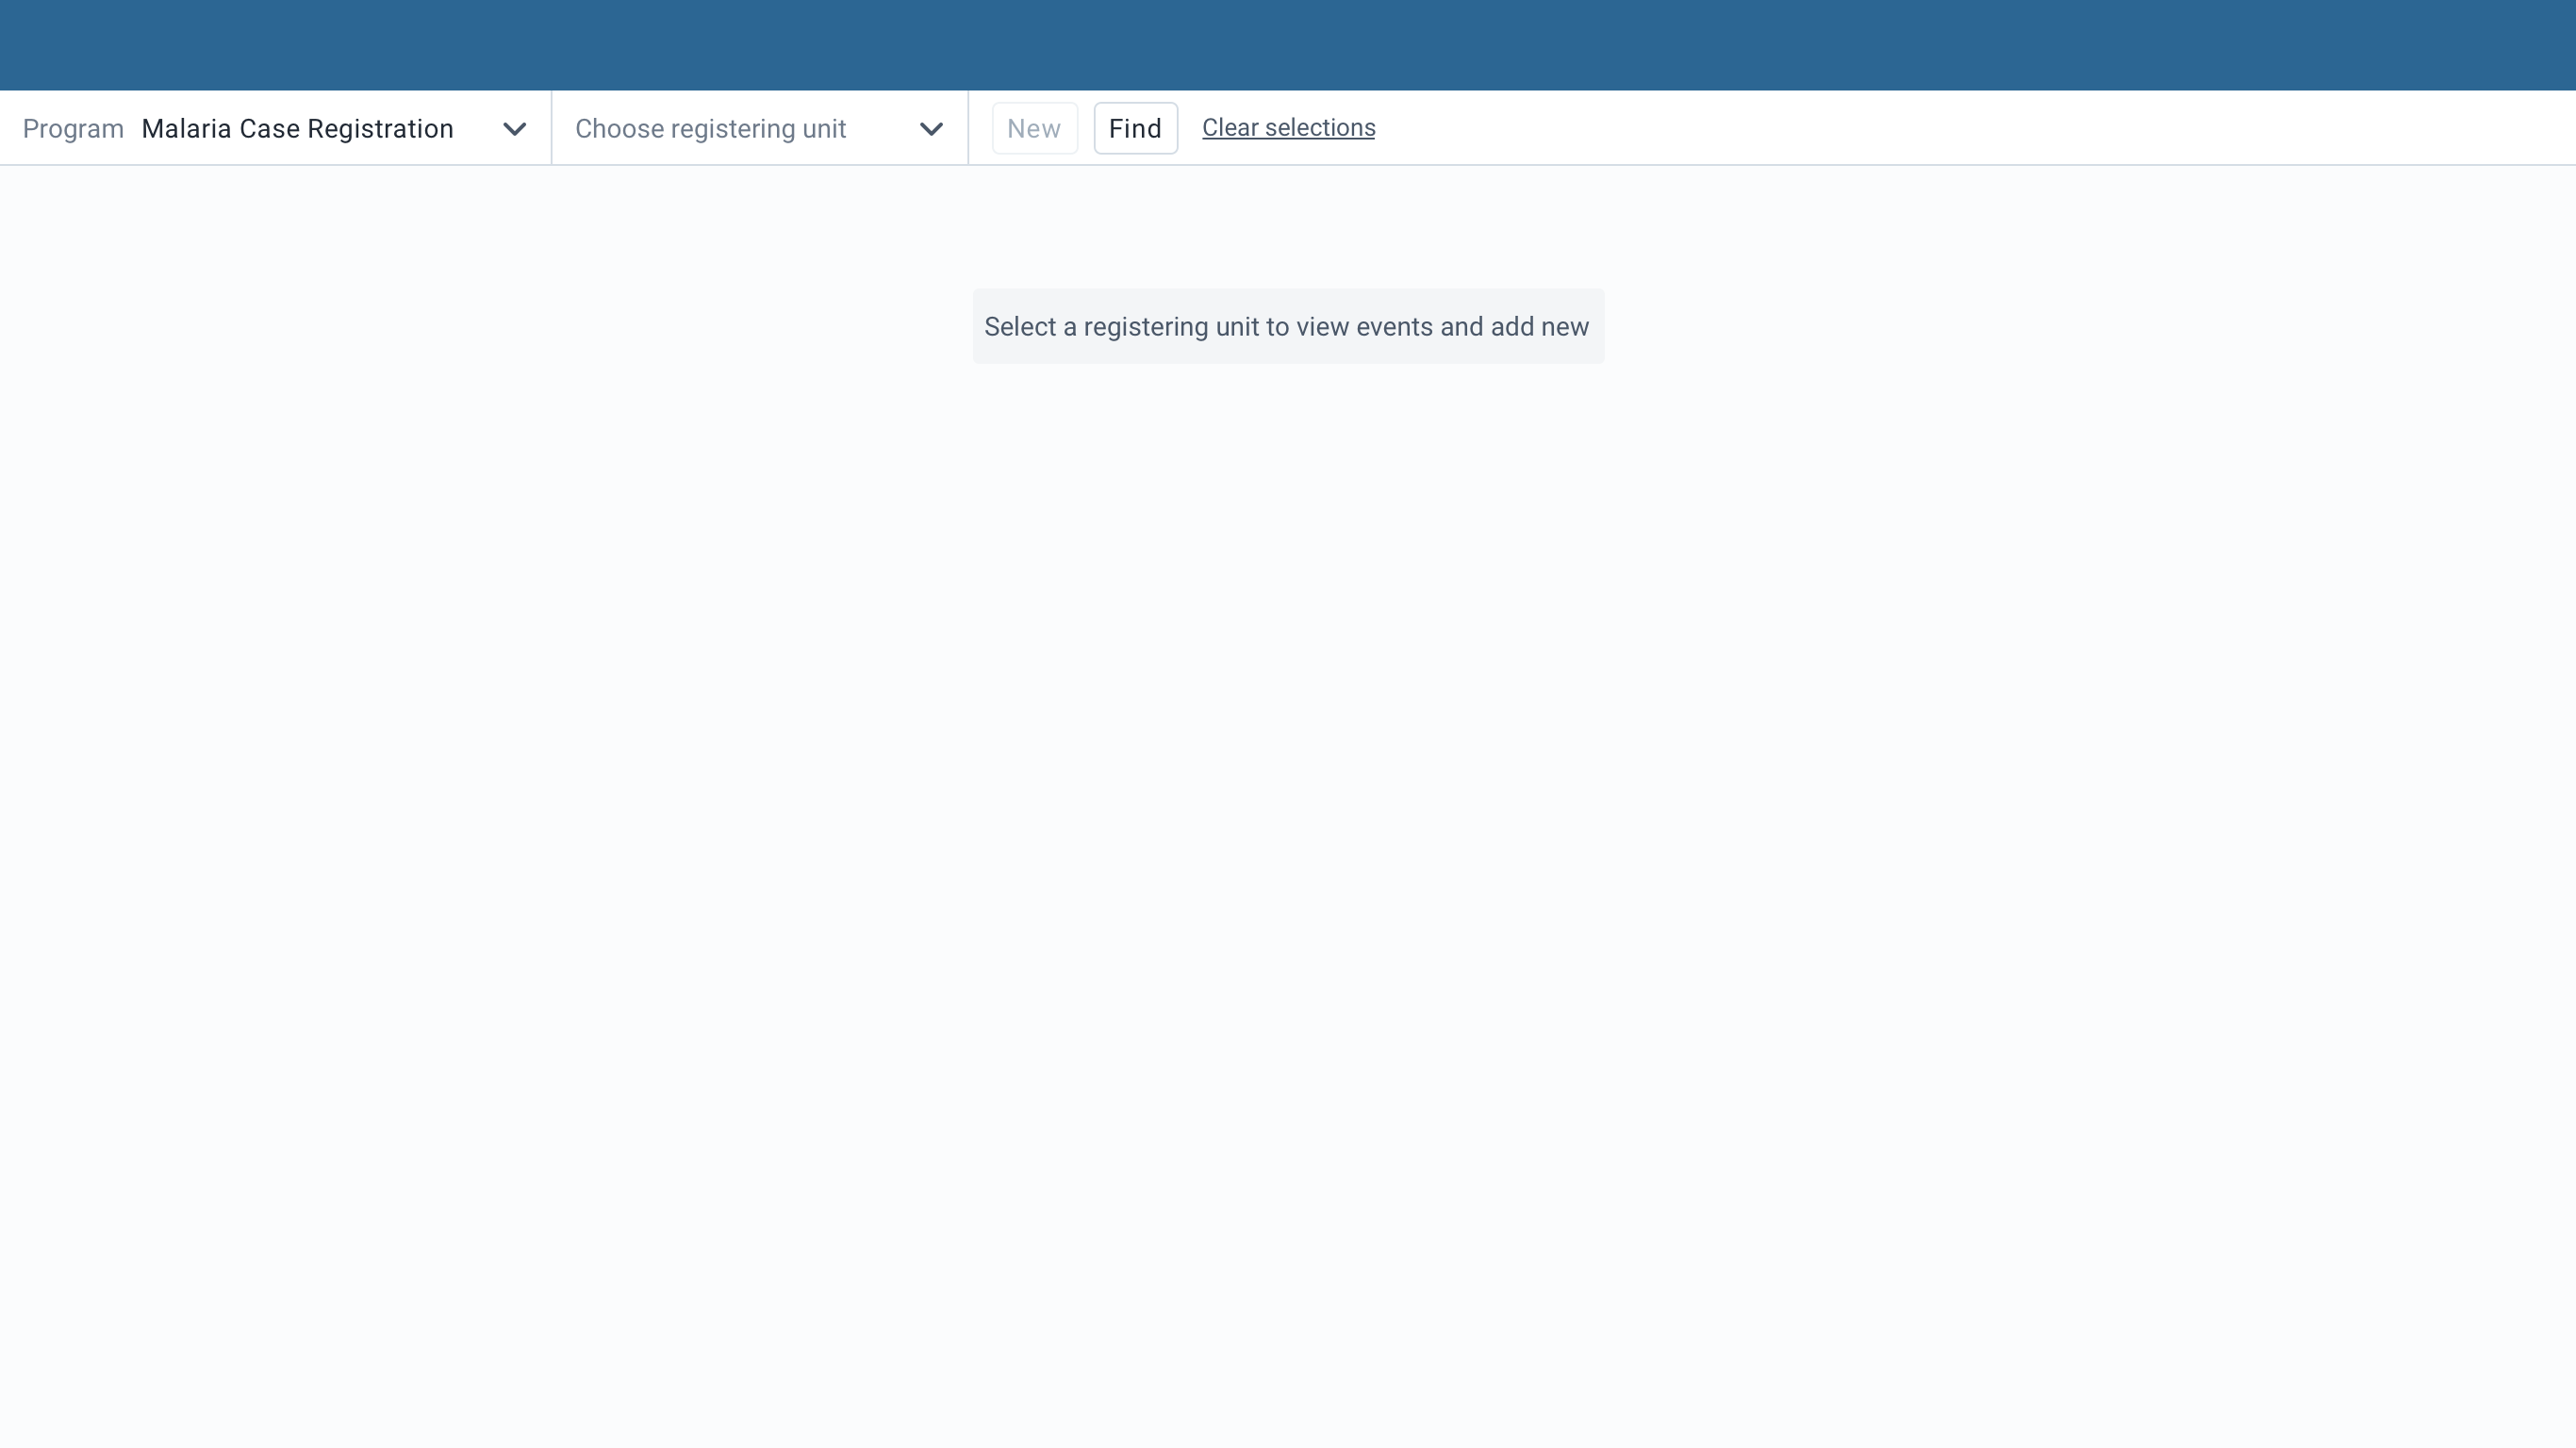 Program Malaria Case Registration Choose registering unit New Find Clear selections
Select a registering unit to view events and add new